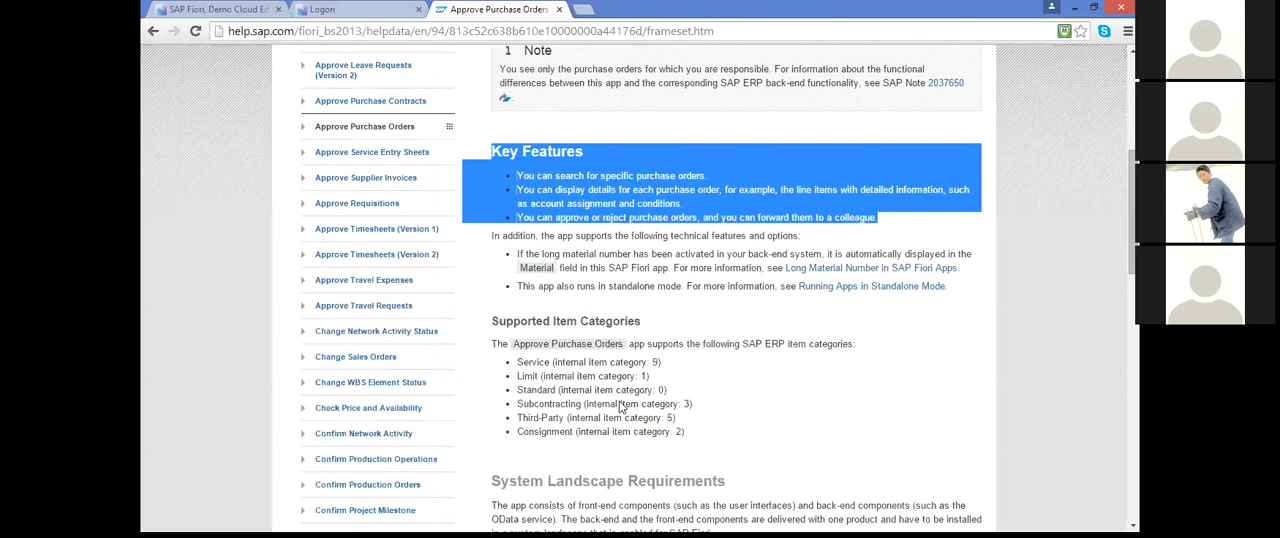 SAP Fiori, Demo Cloud Ed
Logon
Approve Purchase Orders
help.sap.com/fiori_bs2013/helpdata/en/94/813c52c638b610e10000000a44176d/frameset.htm
Approve Leave Requests
(Version 2)
Approve Purchase Contracts
Approve Purchase Orders
Approve Service Entry Sheets
Approve Supplier Invoices
Approve Requisitions
Approve Timesheets (Version 1)
Approve Timesheets (Version 2)
Approve Travel Expenses
Approve Travel Requests
Change Network Activity Status
Change Sales Orders
Change WBS Element Status
Check Price and Availability
Confirm Network Activity
Confirm Production Operations
Confirm Production Orders
Confirm Project Milestone
1 Note
You see only the purchase orders for which you are responsible. For information about the functional
differences between this app and the corresponding SAP ERP back-end functionality, see SAP Note 2037650
.
Key Features
• You can search for specific purchase orders.
• You can display details for each purchase order, for example, the line items with detailed information, such
as account assignment and conditions.
• You can approve or reject purchase orders, and you can forward them to a colleague.
In addition, the app supports the following technical features and options:
• If the long material number has been activated in your back-end system, it is automatically displayed in the
Material field in this SAP Fiori app. For more information, see Long Material Number in SAP Fiori Apps.
• This app also runs in standalone mode. For more information, see Running Apps in Standalone Mode.
Supported Item Categories
The Approve Purchase Orders app supports the following SAP ERP item categories:
• Service (internal item category: 9)
• Limit (internal item category: 1)
• Standard (internal item category: 0)
• Subcontracting (internal item category: 3)
• Third-Party (internal item category: 5)
• Consignment (internal item category: 2)
System Landscape Requirements
The app consists of front-end components (such as the user interfaces) and back-end components (such as the
OData service). The back-end and the front-end components are delivered with one product and have to be installed